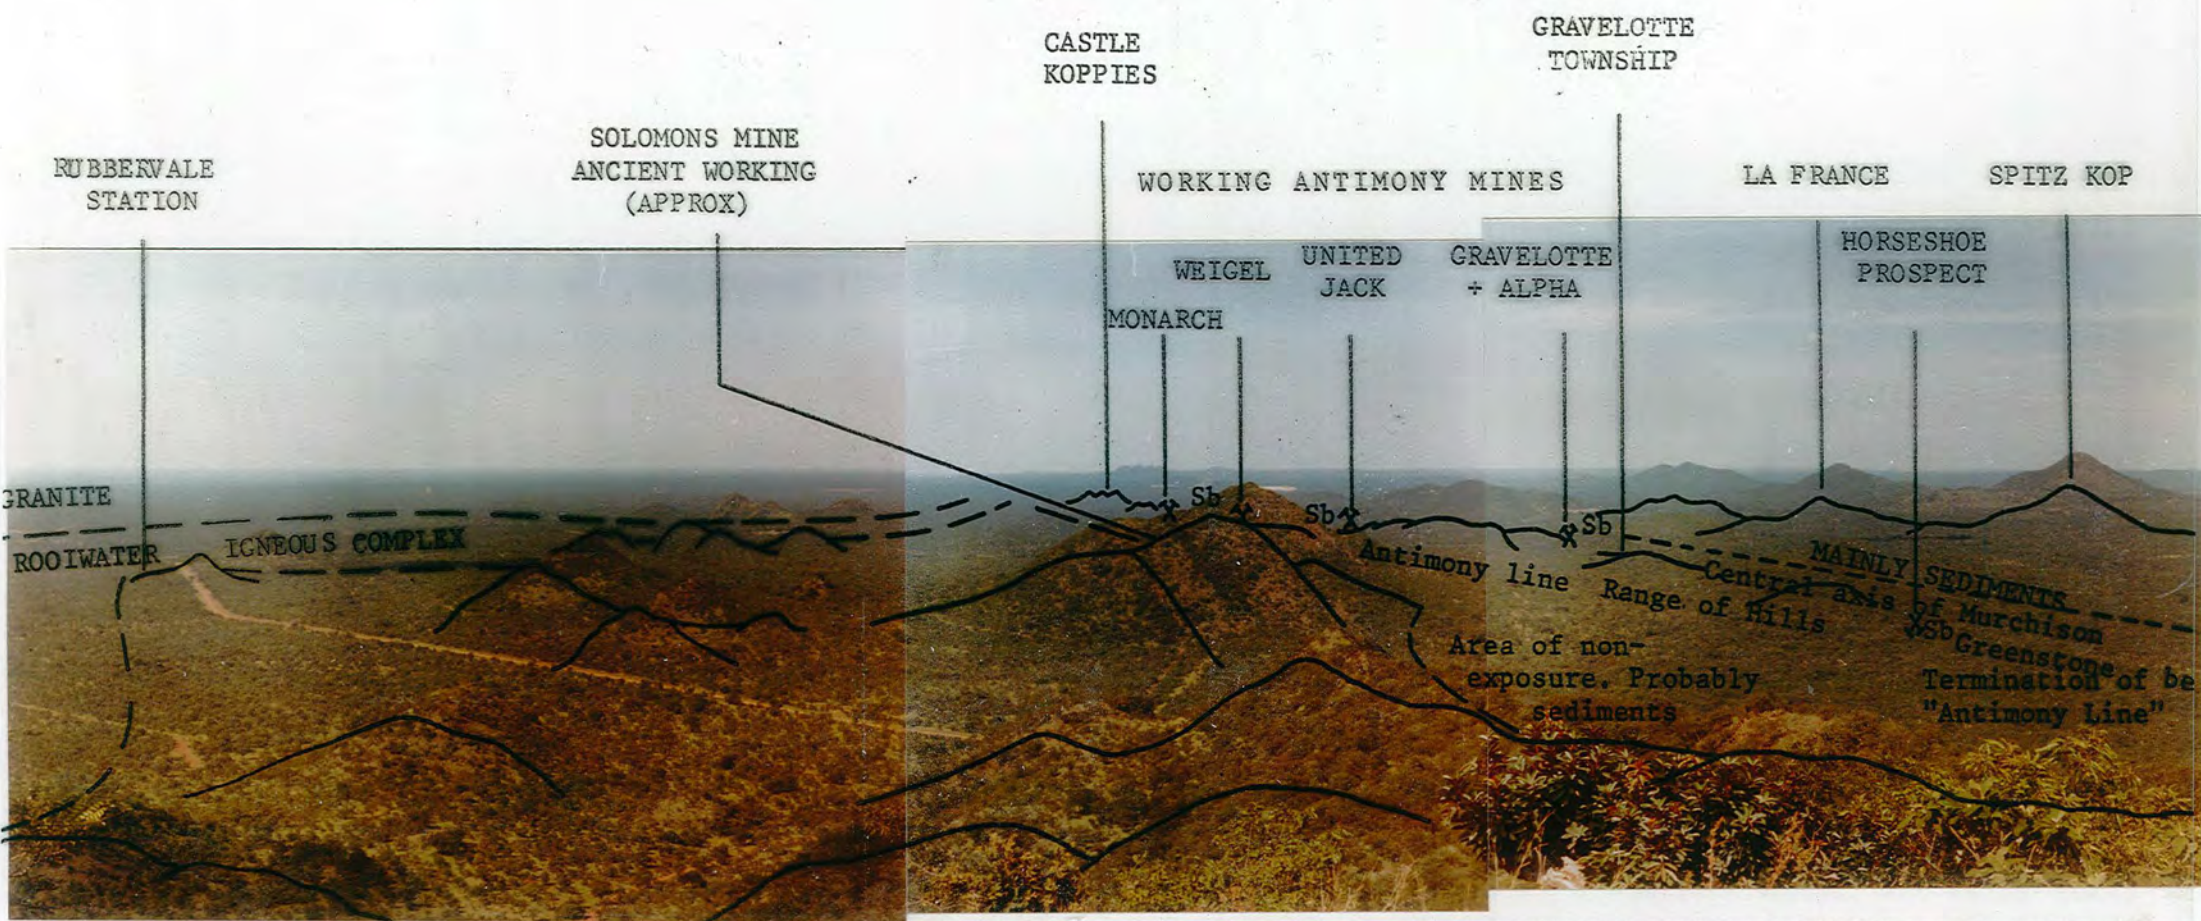 RUBBERVALE
STATION
SOLOMONS MINE
ANCIENT WORKING
(APPROX)
CASTLE
KOPPIES
WORKING ANTIMONY MINES
MONARCH
WEIGEL
UNITED
JACK
GRAVELOTTE
+ ALPHA
GRAVELOTTE
TOWNSHIP
LA FRANCE
HORSESHOE
PROSPECT
SPITZ KOP
GRANITE
ROOIWATER IGNEOUS COMPLEX
Sb
Sb
Sb
Antimony line Range of Hills
MAINLY SEDIMENTS
Central axis of Murchison
Greenstone be
Sb
Area of non-
exposure. Probably
sediments
Termination of
"Antimony Line"